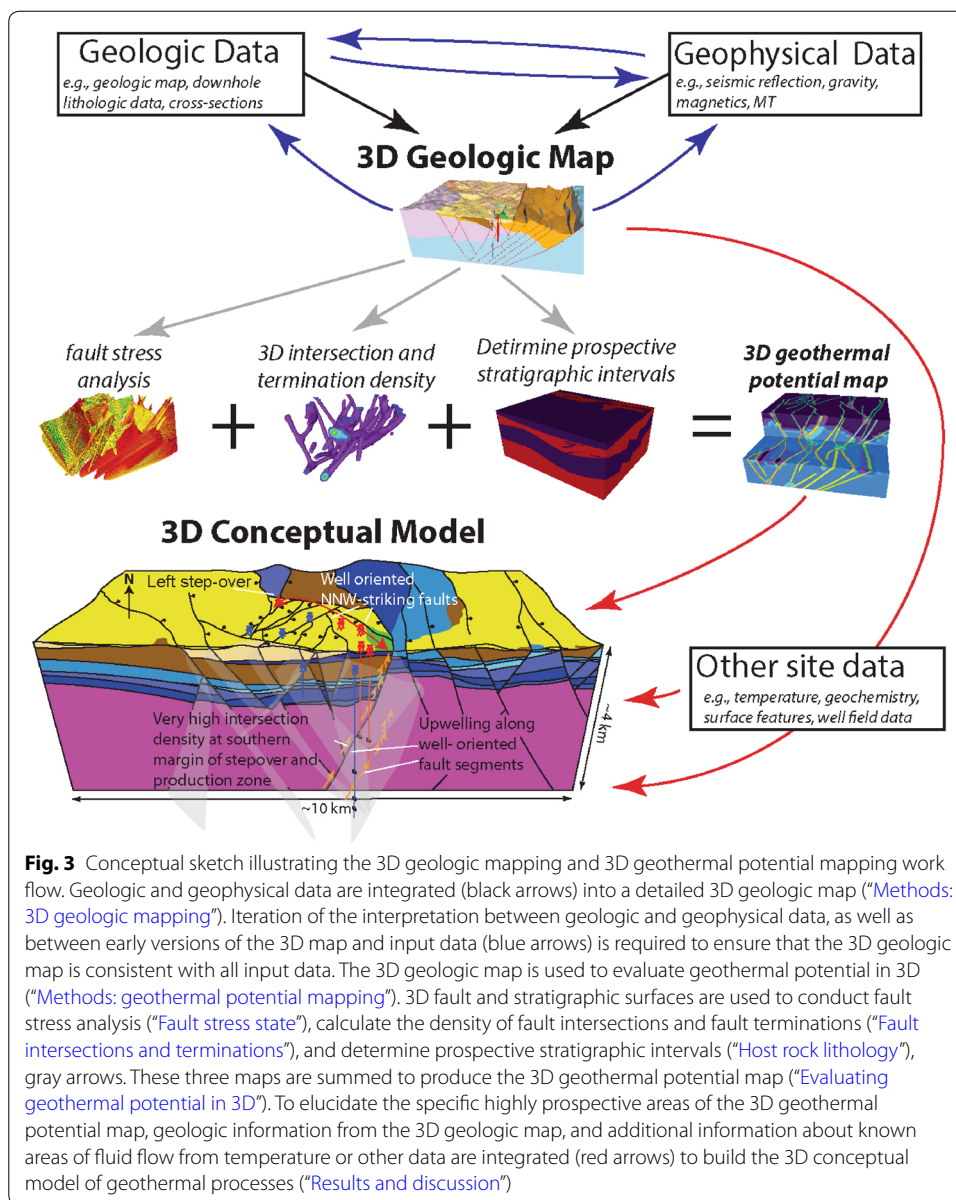 Geologic Data
e.g., geologic map, downhole
lithologic data, cross-sections
Geophysical Data
e.g., seismic reflection, gravity,
magnetics, MT
3D Geologic Map
fault stress
analysis
3D intersection and
termination density
Detirmine prospective
stratigraphic intervals
3D geothermal
potential map
+
+
=
3D Conceptual Model
N
Left step-over
Well oriented
NNW-striking faults
Very high intersection
density at southern
margin of stepover and
production zone
Upwelling along
well- oriented
fault segments
~4 km
~10 km
Other site data
e.g., temperature, geochemistry,
surface features, well field data
Fig. 3 Conceptual sketch illustrating the 3D geologic mapping and 3D geothermal potential mapping work
flow. Geologic and geophysical data are integrated (black arrows) into a detailed 3D geologic map (“Methods:
3D geologic mapping”). Iteration of the interpretation between geologic and geophysical data, as well as
between early versions of the 3D map and input data (blue arrows) is required to ensure that the 3D geologic
map is consistent with all input data. The 3D geologic map is used to evaluate geothermal potential in 3D
(“Methods: geothermal potential mapping”). 3D fault and stratigraphic surfaces are used to conduct fault
stress analysis (“Fault stress state”), calculate the density of fault intersections and fault terminations (“Fault
intersections and terminations”), and determine prospective stratigraphic intervals (“Host rock lithology”),
gray arrows. These three maps are summed to produce the 3D geothermal potential map (“Evaluating
geothermal potential in 3D”). To elucidate the specific highly prospective areas of the 3D geothermal
potential map, geologic information from the 3D geologic map, and additional information about known
areas of fluid flow from temperature or other data are integrated (red arrows) to build the 3D conceptual
model of geothermal processes (“Results and discussion”)